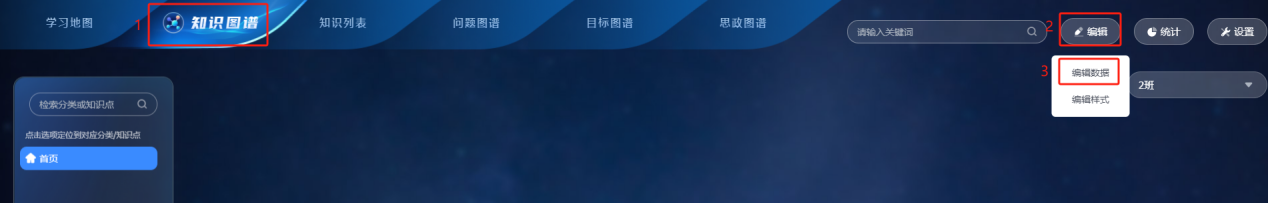 学习地图
1
知识图谱
知识列表
问题图谱
目标图谱
思政图谱
请输入关键词
2
编辑
统计
设置
3
编辑数据
编辑样式
2班
检索分类或知识点
点击选项定位到对应分类/知识点
首页